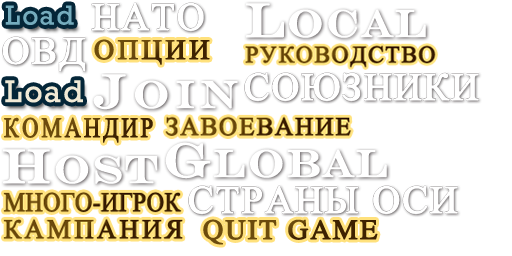 Load НАТО LOCAL
ОВД ОПЦИИ РУКОВОДСТВО
Load JOIN СОЮЗНИКИ
КОМАНДИР ЗАВОЕВАНИЕ
HOST GLOBAL
МНОГО-ИГРОК СТРАНЫ ОСИ
КАМПАНИЯ QUIT GAME